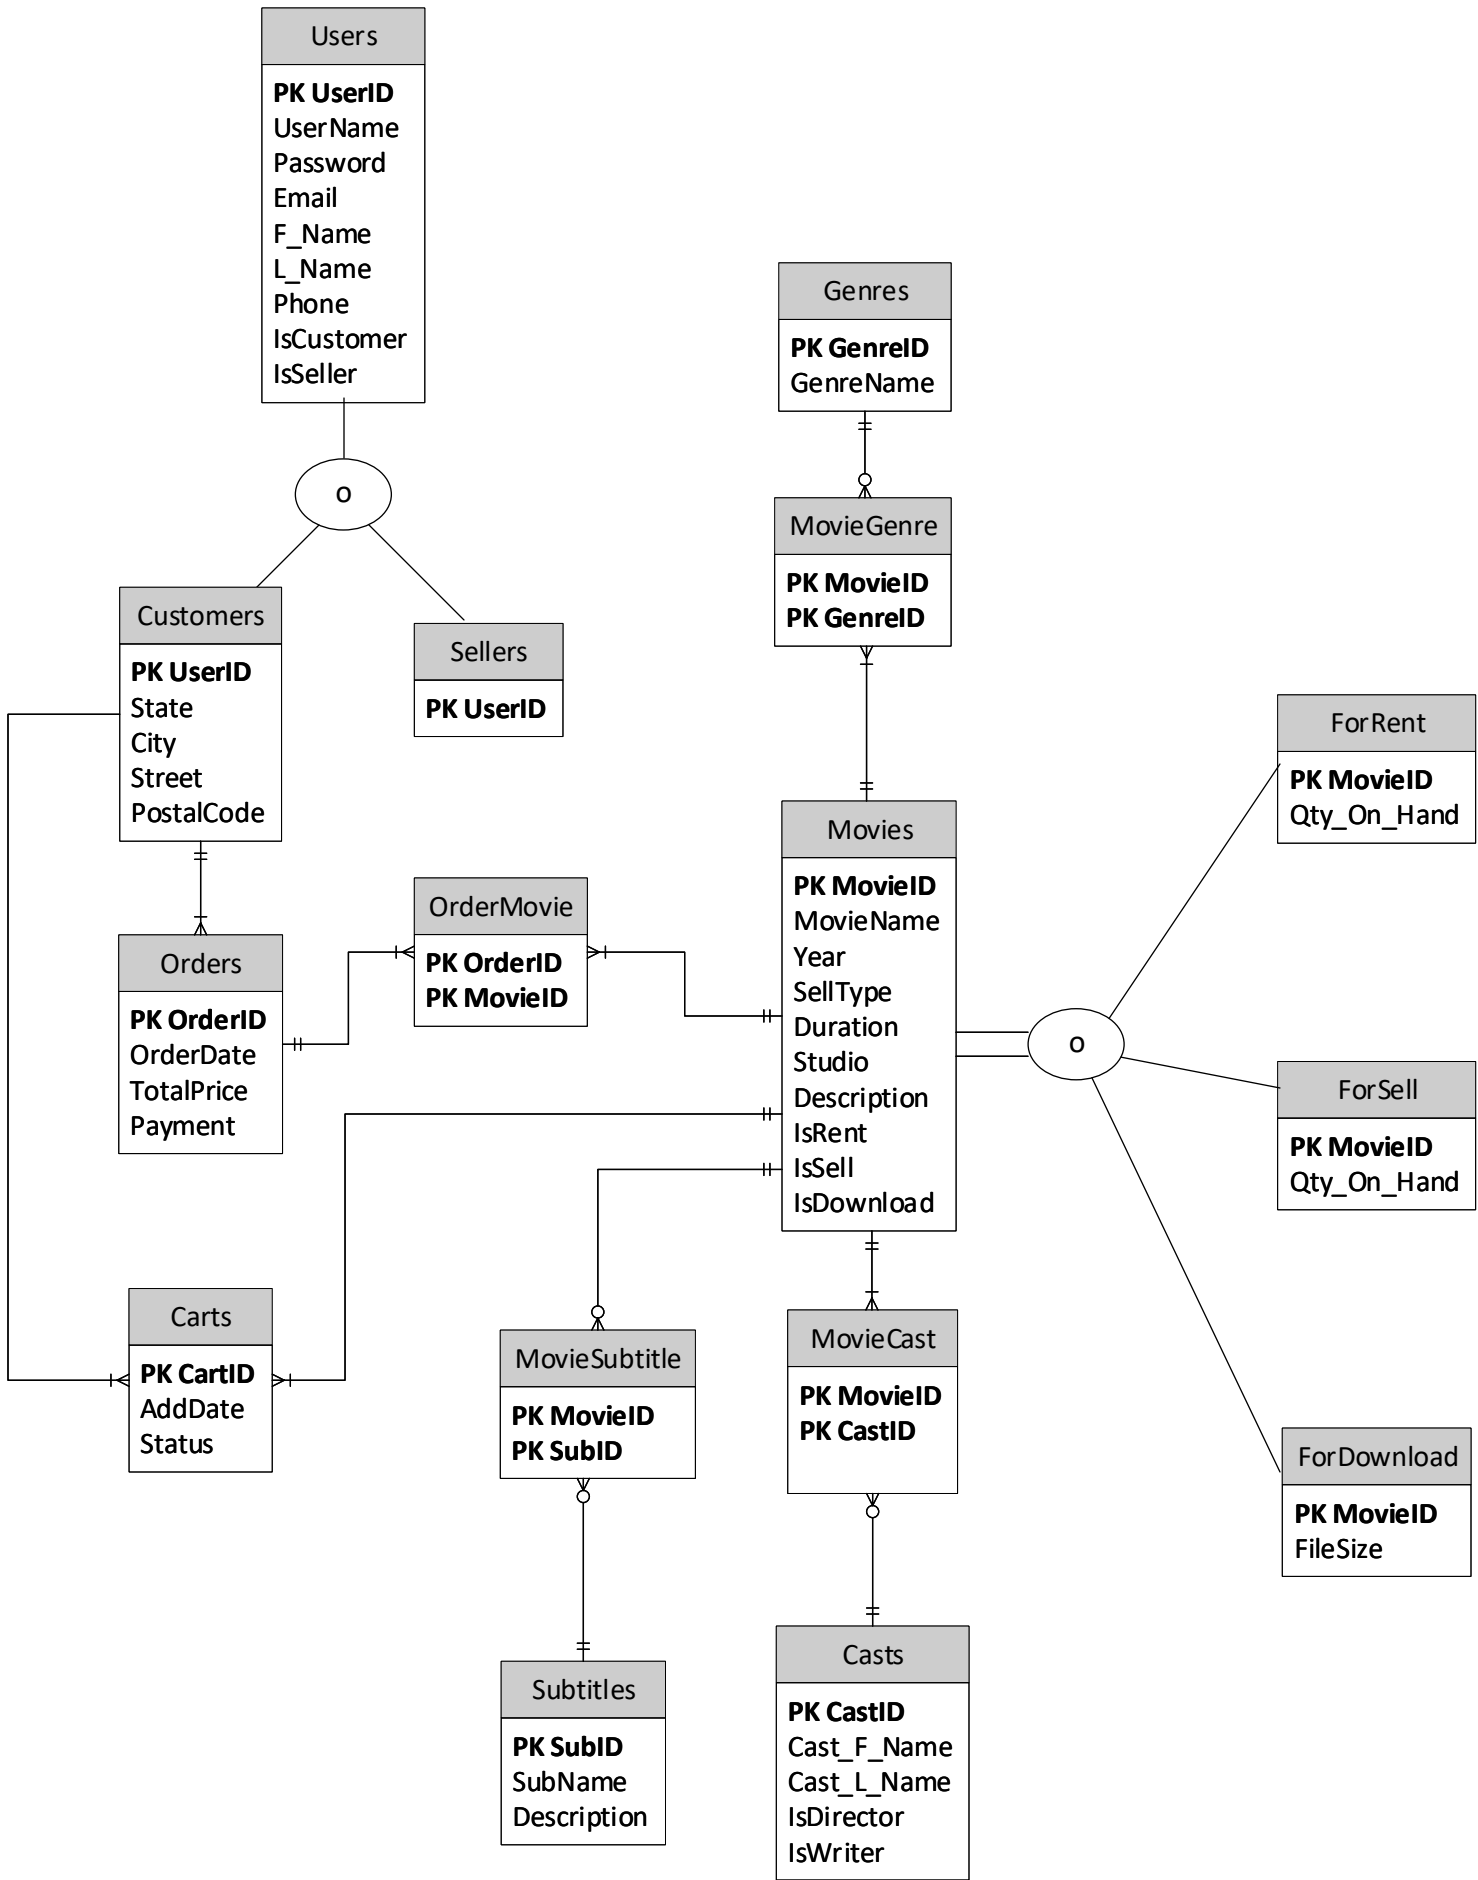 Users
PK UserID
UserName
Password
Email
F_Name
L_Name
Phone
IsCustomer
IsSeller
o
Customers
PK UserID
State
City
Street
PostalCode
Sellers
PK UserID
Genres
PK GenreID
GenreName
MovieGenre
PK MovieID
PK GenreID
Movies
PK MovieID
MovieName
Year
SellType
Duration
Studio
Description
IsRent
IsSell
IsDownload
OrderMovie
PK OrderID
PK MovieID
Orders
PK OrderID
OrderDate
TotalPrice
Payment
Carts
PK CartID
AddDate
Status
MovieSubtitle
PK MovieID
PK SubID
Subtitles
PK SubID
SubName
Description
MovieCast
PK MovieID
PK CastID
Casts
PK CastID
Cast_F_Name
Cast_L_Name
IsDirector
IsWriter
o
ForRent
PK MovieID
Qty_On_Hand
ForSell
PK MovieID
Qty_On_Hand
ForDownload
PK MovieID
FileSize